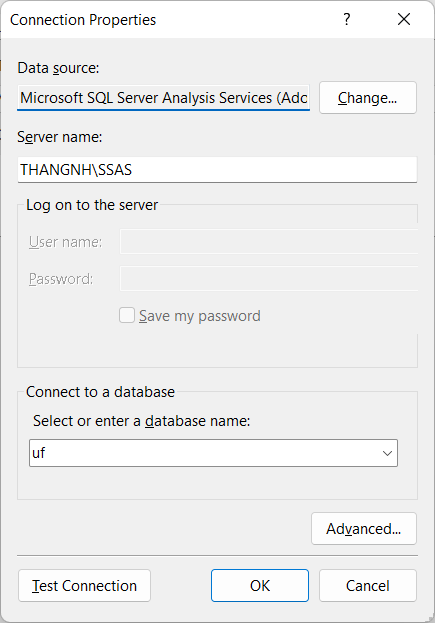 Connection Properties
?
Data source:
Microsoft SQL Server Analysis Services (Ado
Change...
Server name:
THANGNH\SSAS
Log on to the server
User name:
Password:
Save my password
Connect to a database
Select or enter a database name:
uf
Advanced...
Test Connection
OK
Cancel